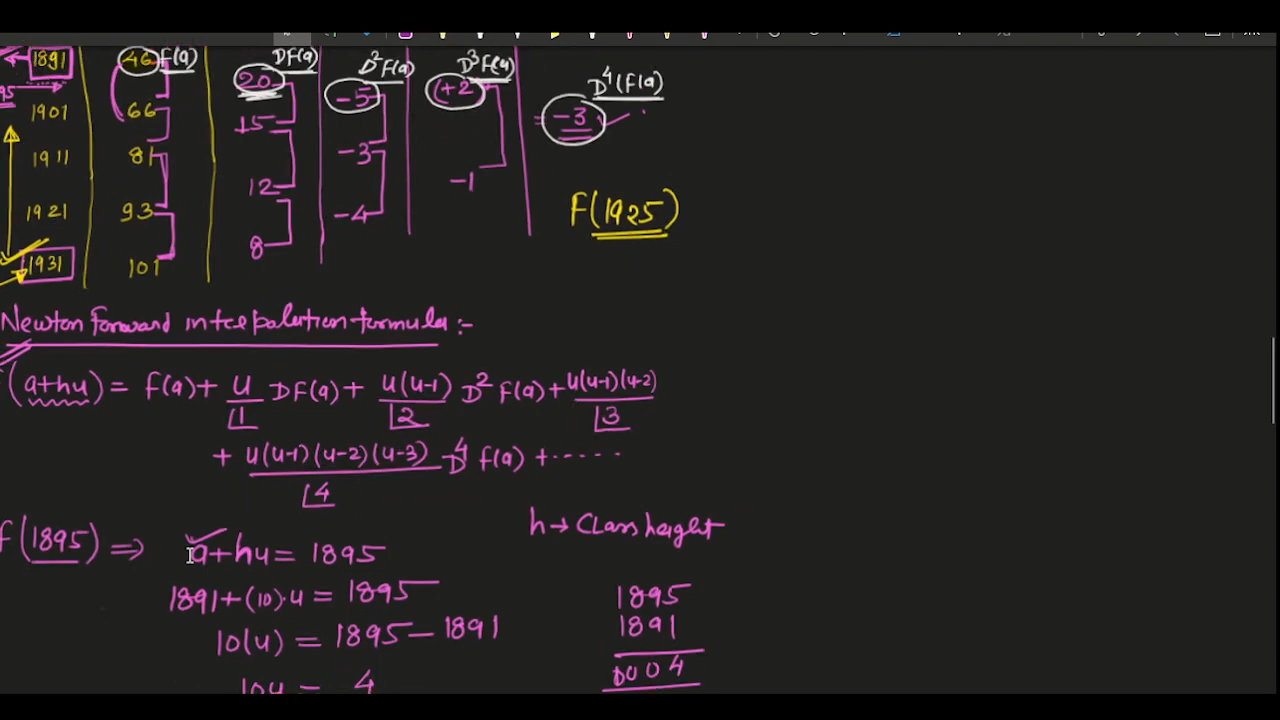 1891 46 f(a) 20 DF(a) -5 D²F(a) (+2 D³F(a) D⁴(F(a)
95 1901 66 15 -3 = -3
1911 81 12 -1
1921 93 -4 F(1925)
1931 101 8
Newton Forward interpolation formula :-
(a+hu) = f(a) + u/⌊1 DF(a) + u(u-1)/⌊2 D² F(a) + u(u-1)(u-2)/⌊3
+ u(u-1)(u-2)(u-3)/⌊4 D⁴ f(a) + ......
f(1895) ⇒ a+hu = 1895 h → Class height
1891+(10)·u = 1895 1895
10(u) = 1895 - 1891 1891
10u = 4 0004